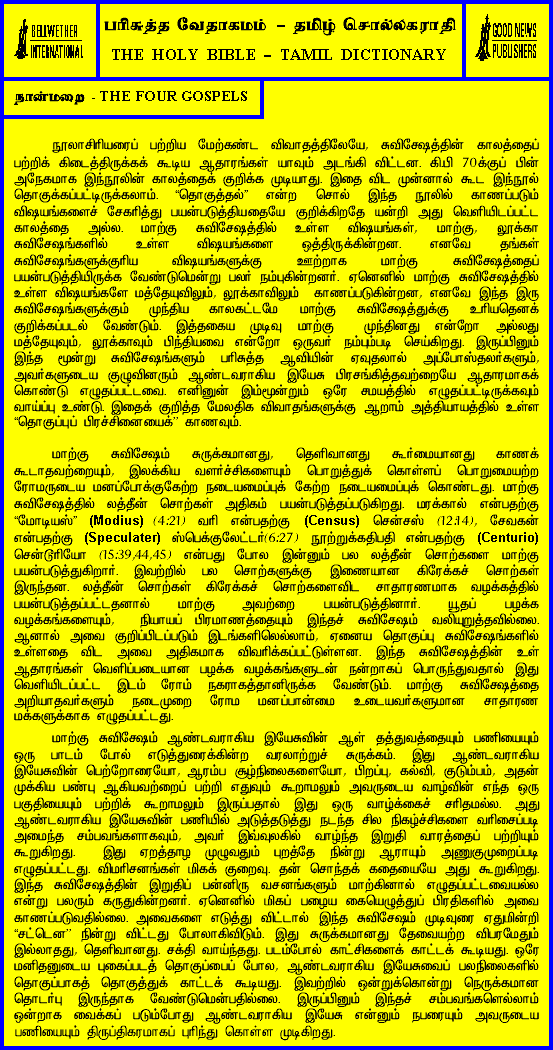 BELLWETHER
INTERNATIONAL
பரிசுத்த வேதாகமம் – தமிழ் சொல்லகராதி
THE HOLY BIBLE – TAMIL DICTIONARY
GOOD NEWS
PUBLISHERS
நான்மறை - THE FOUR GOSPELS
நூலாசிரியரைப் பற்றிய மேற்கண்ட விவாதத்திலேயே, சுவிசேஷத்தின் காலத்தைப்
பற்றிக் கிடைத்திருக்கக் கூடிய ஆதாரங்கள் யாவும் அடங்கி விட்டன. கி.பி 70க்குப் பின்
அநேகமாக இந்நூலின் காலத்தைக் குறிக்க முடியாது. இதை விட முன்னால் கூட இந்நூல்
தொகுக்கப்பட்டிருக்கலாம். “தொகுத்தல்” என்ற சொல் இந்த நூலில் காணப்படும்
விஷயங்களைச் சேகரித்து பயன்படுத்தியதையே குறிக்கிறதே யன்றி அது வெளியிடப்பட்ட
காலத்தை அல்ல. மாற்கு சுவிசேஷத்தில் உள்ள விஷயங்கள், மாற்கு, லூக்கா
சுவிசேஷங்களில் உள்ள விஷயங்களை ஒத்திருக்கின்றன. எனவே தங்கள்
சுவிசேஷங்களுக்குரிய விஷயங்களுக்கு ஊற்றாக மாற்கு சுவிசேஷத்தைப்
பயன்படுத்தியிருக்க வேண்டுமென்று பலர் நம்புகின்றனர். ஏனெனில் மாற்கு சுவிசேஷத்தில்
உள்ள விஷயங்களே மத்தேயுவிலும், லூக்காவிலும் காணப்படுகின்றன, எனவே இந்த இரு
சுவிசேஷங்களுக்கும் முந்திய காலகட்டமே மாற்கு சுவிசேஷத்துக்கு உரியதெனக்
குறிக்கப்படல் வேண்டும். இத்தகைய முடிவு மாற்கு முந்தினது என்றோ அல்லது
மத்தேயுவும், லூக்காவும் பிந்தியவை என்றோ ஒருவர் நம்பும்படி செய்கிறது. இருப்பினும்
இந்த மூன்று சுவிசேஷங்களும் பரிசுத்த ஆவியின் ஏவுதலால் அப்போஸ்தலர்களும்,
அவர்களுடைய குழுவினரும் ஆண்டவராகிய இயேசு பிரசங்கித்தவற்றையே ஆதாரமாகக்
கொண்டு எழுதப்பட்டவை. எனினுன் இம்மூன்றும் ஒரே சமயத்தில் எழுதப்பட்டிருக்கவும்
வாய்ப்பு உண்டு. இதைக் குறித்த மேலதிக விவாதங்களுக்கு ஆறாம் அத்தியாயத்தில் உள்ள
“தொகுப்புப் பிரச்சினையைக்” காணவும்.
மாற்கு சுவிசேஷம் சுருக்கமானது, தெளிவானது கூர்மையானது காணக்
கூடாதவற்றையும், இலக்கிய வளர்ச்சிகளையும் பொறுத்துக் கொள்ளப் பொறுமையற்ற
ரோமருடைய மனப்போக்குகேற்ற நடையமைப்புக் கேற்ற நடையமைப்புக் கொண்டது. மாற்கு
சுவிசேஷத்தில் லத்தீன் சொற்கள் அதிகம் பயன்படுத்தப்படுகிறது. மரக்கால் என்பதற்கு
“மோடியஸ்” (Modius) (4:21) வரி என்பதற்கு (Census) சென்சஸ் (12:14), சேவகன்
என்பதற்கு (Speculater) ஸ்பெக்குலேட்டர்(6:27) நூற்றுக்கதிபதி என்பதற்கு (Centurio)
சென்டூரியோ (15:39,44,45) என்பது போல இன்னும் பல லத்தீன் சொற்களை மாற்கு
பயன்படுத்துகிறார். இவற்றில் பல சொற்களுக்கு இணையான கிரேக்கச் சொற்கள்
இருந்தன. லத்தீன் சொற்கள் கிரேக்கச் சொற்களைவிட சாதாரணமாக வழக்கத்தில்
பயன்படுத்தப்பட்டதனால் மாற்கு அவற்றை பயன்படுத்தினார். யூதப் பழக்க
வழக்கங்களையும், நியாயப் பிரமாணத்தையும் இந்தச் சுவிசேஷம் வலியுறுத்தவில்லை.
ஆனால் அவை குறிப்பிடப்படும் இடங்களிலெல்லாம், ஏனைய தொகுப்பு சுவிசேஷங்களில்
உள்ளதை விட அவை அதிகமாக விவரிக்கப்பட்டுள்ளன. இந்த சுவிசேஷத்தின் உள்
ஆதாரங்கள் வெளிப்படையான பழக்க வழக்கங்களுடன் நன்றாகப் பொருந்துவதால் இது
வெளியிடப்பட்ட இடம் ரோம் நகராகத்தானிருக்க வேண்டும். மாற்கு சுவிசேஷத்தை
அறியாதவர்களும் நடைமுறை ரோம மனப்பான்மை உடையவர்களுமான சாதாரண
மக்களுக்காக எழுதப்பட்டது.
மாற்கு சுவிசேஷம் ஆண்டவராகிய இயேசுவின் ஆள் தத்துவத்தையும் பணியையும்
ஒரு பாடம் போல் எடுத்துரைக்கின்ற வரலாற்றுச் சுருக்கம். இது ஆண்டவராகிய
இயேசுவின் பெற்றோரையோ, ஆரம்ப சூழ்நிலைகளையோ, பிறப்பு, கல்வி, குடும்பம், அதன்
முக்கிய பண்பு ஆகியவற்றைப் பற்றி எதுவும் கூறாமலும் அவருடைய வாழ்வின் எந்த ஒரு
பகுதியையும் பற்றிக் கூறாமலும் இருப்பதால் இது ஒரு வாழ்க்கைச் சரிதமல்ல. அது
ஆண்டவராகிய இயேசுவின் பணியில் அடுத்தடுத்து நடந்த சில நிகழ்ச்சிகளை வரிசைப்படி
அமைந்த சம்பவங்களாகவும், அவர் இவ்வுலகில் வாழ்ந்த இறுதி வாரத்தைப் பற்றியும்
கூறுகிறது. இது ஏறத்தாழ முழுவதும் புறத்தே நின்று ஆராயும் அணுகுமுறைப்படி
எழுதப்பட்டது. விமரிசனங்கள் மிகக் குறைவு. தன் சொந்தக் கதையையே அது கூறுகிறது.
இந்த சுவிசேஷத்தின் இறுதிப் பன்னிரு வசனங்களும் மாற்கினால் எழுதப்பட்டவையல்ல
என்று பலரும் கருதுகின்றனர். ஏனெனில் மிகப் பழைய கையெழுத்துப் பிரதிகளில் அவை
காணப்படுவதில்லை. அவைகளை எடுத்து விட்டால் இந்த சுவிசேஷம் முடிவுரை ஏதுமின்றி
“சட்டென” நின்று விட்டது போலாகிவிடும். இது சுருக்கமானது தேவையற்ற விபரமேதும்
இல்லாதது, தெளிவானது. சக்தி வாய்ந்தது. படம்போல் காட்சிகளைக் காட்டக் கூடியது. ஒரே
மனிதனுடைய புகைப்படத் தொகுப்பைப் போல, ஆண்டவராகிய இயேசுவைப் பலநிலைகளில்
தொகுப்பாகத் தொகுத்துக் காட்டக் கூடியது. இவற்றில் ஒன்றுக்கொன்று நெருக்கமான
தொடர்பு இருந்தாக வேண்டுமென்பதில்லை. இருப்பினும் இந்தச் சம்பவங்களெல்லாம்
ஒன்றாக வைக்கப் படும்போது ஆண்டவராகிய இயேசு என்னும் நபரையும் அவருடைய
பணியையும் திருப்திகரமாகப் புரிந்து கொள்ள முடிகிறது.